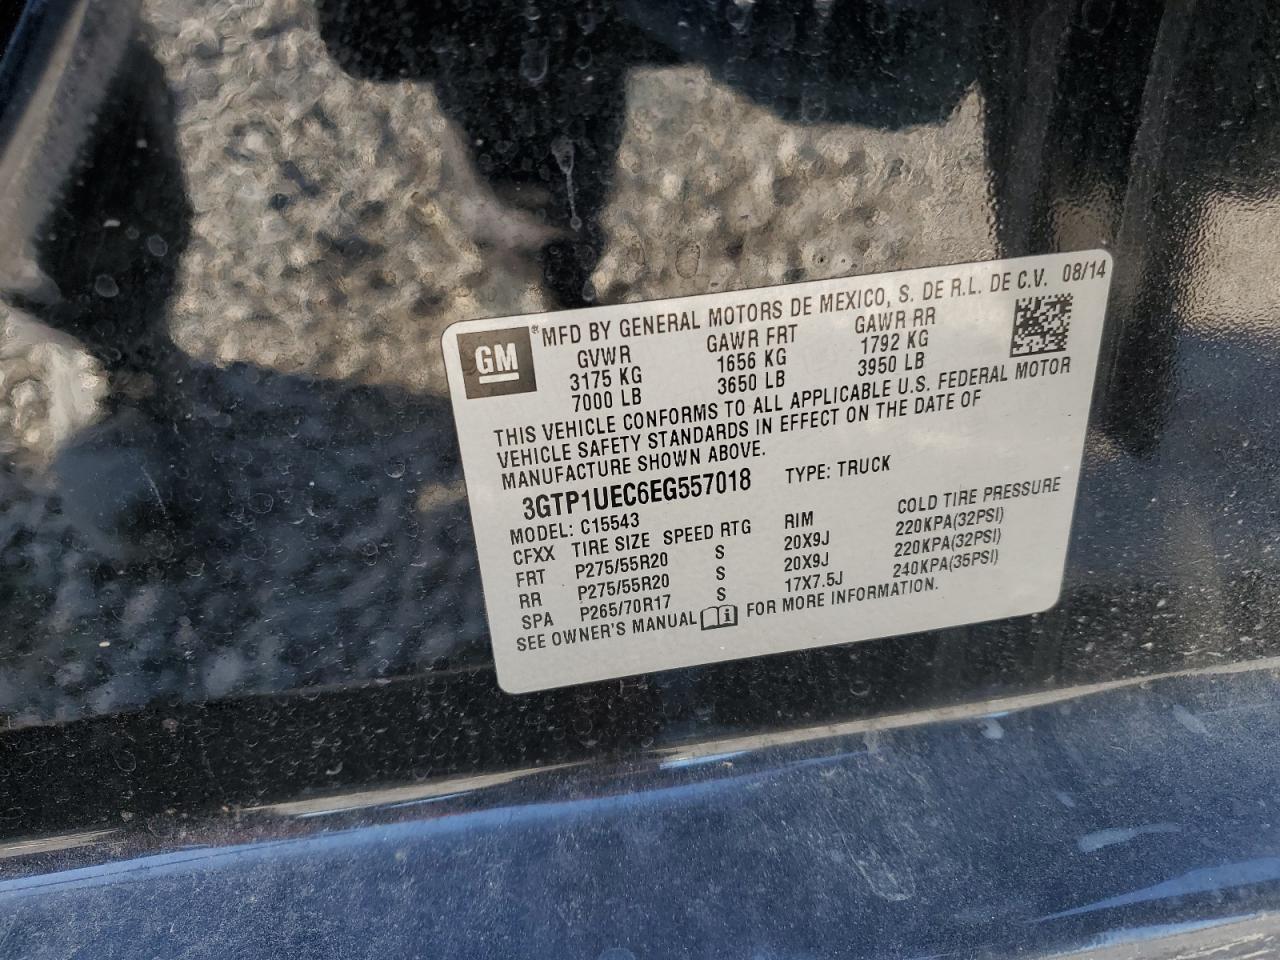 GM ® MFD BY GENERAL MOTORS DE MEXICO, S. DE R.L. DE C.V. 08/14
GVWR GAWR FRT GAWR RR
3175 KG 1656 KG 1792 KG
7000 LB 3650 LB 3950 LB
THIS VEHICLE CONFORMS TO ALL APPLICABLE U.S. FEDERAL MOTOR
VEHICLE SAFETY STANDARDS IN EFFECT ON THE DATE OF
MANUFACTURE SHOWN ABOVE.
3GTP1UEC6EG557018 TYPE: TRUCK
MODEL: C15543
CFXX TIRE SIZE SPEED RTG RIM COLD TIRE PRESSURE
FRT P275/55R20 S 20X9J 220KPA(32PSI)
RR P275/55R20 S 20X9J 220KPA(32PSI)
SPA P265/70R17 S 17X7.5J 240KPA(35PSI)
SEE OWNER'S MANUAL i FOR MORE INFORMATION.